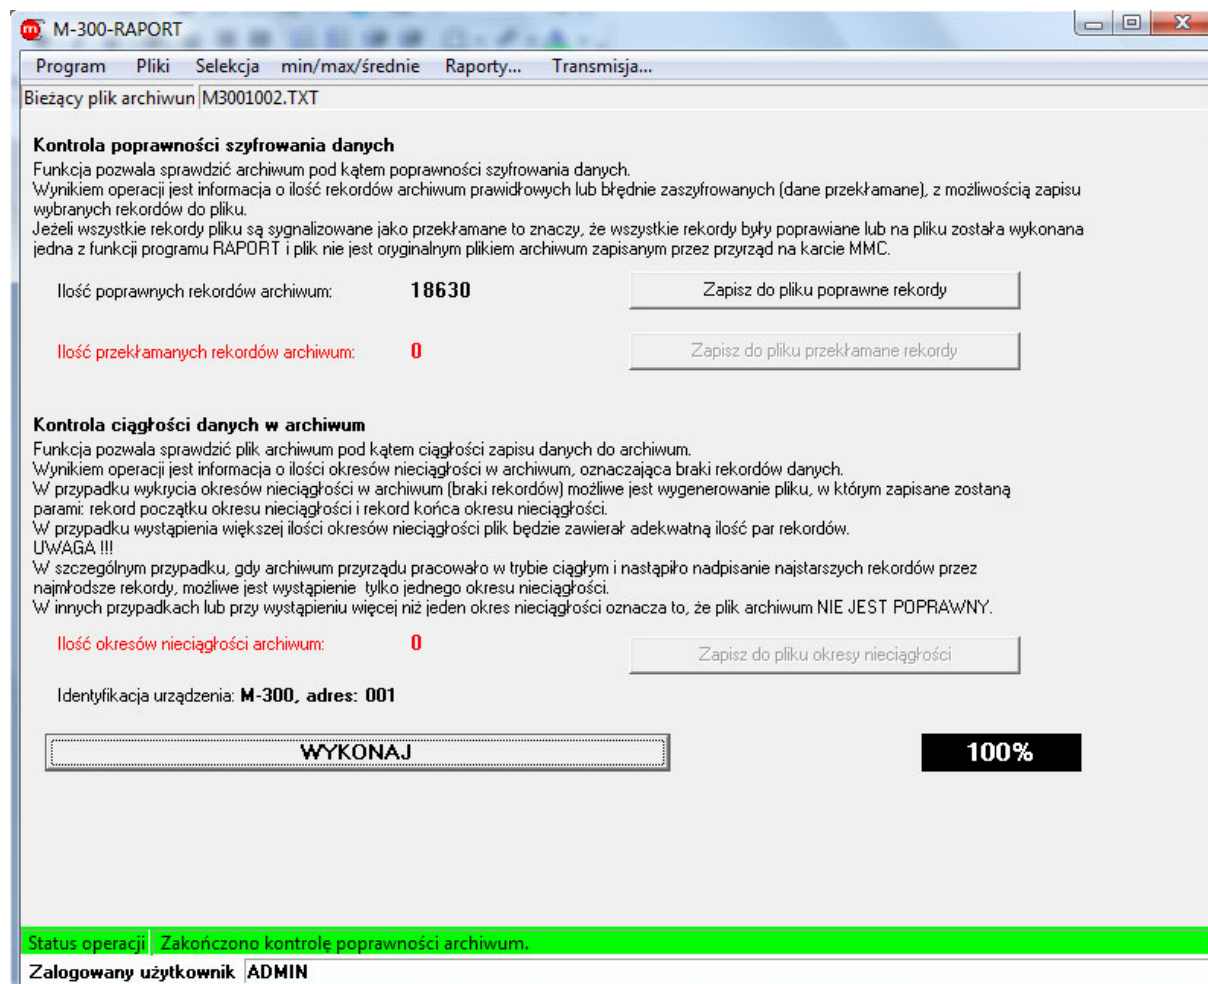 M-300-RAPORT
Program Pliki Selekcja min/max/średnie Raporty... Transmisja...
Bieżący plik archiwun M3001002.TXT
Kontrola poprawności szyfrowania danych
Funkcja pozwala sprawdzić archiwum pod kątem poprawności szyfrowania danych.
Wynikiem operacji jest informacja o ilość rekordów archiwum prawidłowych lub błędnie zaszyfrowanych (dane przekłamane), z możliwością zapisu
wybranych rekordów do pliku.
Jeżeli wszystkie rekordy pliku są sygnalizowane jako przekłamane to znaczy, że wszystkie rekordy były poprawiane lub na pliku została wykonana
jedna z funkcji programu RAPORT i plik nie jest oryginalnym plikiem archiwum zapisanym przez przyrząd na karcie MMC.
Ilość poprawnych rekordów archiwum: 18630 Zapisz do pliku poprawne rekordy
Ilość przekłamanych rekordów archiwum: 0 Zapisz do pliku przekłamane rekordy
Kontrola ciągłości danych w archiwum
Funkcja pozwala sprawdzić plik archiwum pod kątem ciągłości zapisu danych do archiwum.
Wynikiem operacji jest informacja o ilości okresów nieciągłości w archiwum, oznaczająca braki rekordów danych.
W przypadku wykrycia okresów nieciągłości w archiwum (braki rekordów) możliwe jest wygenerowanie pliku, w którym zapisane zostaną
parami: rekord początku okresu nieciągłości i rekord końca okresu nieciągłości.
W przypadku wystąpienia większej ilości okresów nieciągłości plik będzie zawierał adekwatną ilość par rekordów.
UWAGA !!!
W szczególnym przypadku, gdy archiwum przyrządu pracowało w trybie ciągłym i nastąpiło nadpisanie najstarszych rekordów przez
najmłodsze rekordy, możliwe jest wystąpienie tylko jednego okresu nieciągłości.
W innych przypadkach lub przy wystąpieniu więcej niż jeden okres nieciągłości oznacza to, że plik archiwum NIE JEST POPRAWNY.
Ilość okresów nieciągłości archiwum: 0 Zapisz do pliku okresy nieciągłości
Identyfikacja urządzenia: M-300, adres: 001
WYKONAJ 100%
Status operacji Zakończono kontrolę poprawności archiwum.
Zalogowany użytkownik ADMIN